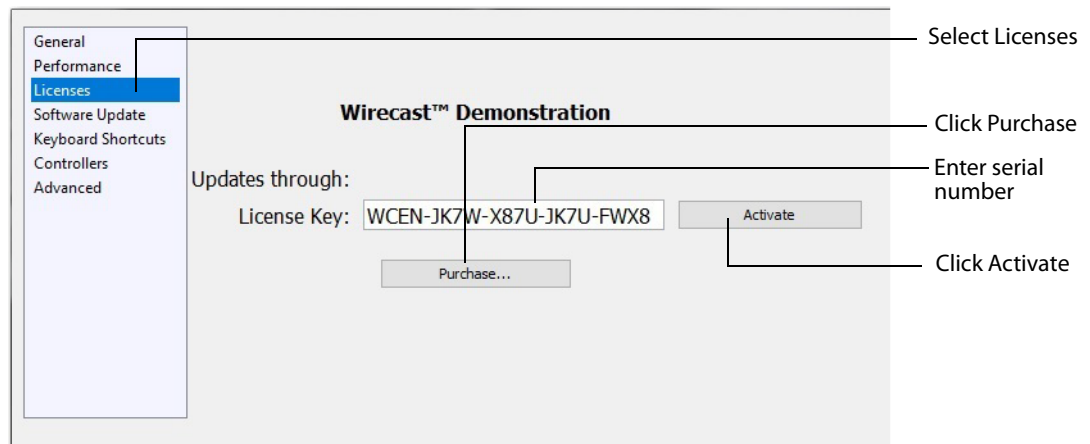 General
Performance
Licenses
Software Update
Keyboard Shortcuts
Controllers
Advanced
Wirecast™ Demonstration
Updates through:
License Key: WCEN-JK7W-X87U-JK7U-FWX8 Activate
Purchase...
Select Licenses
Click Purchase
Enter serial
number
Click Activate